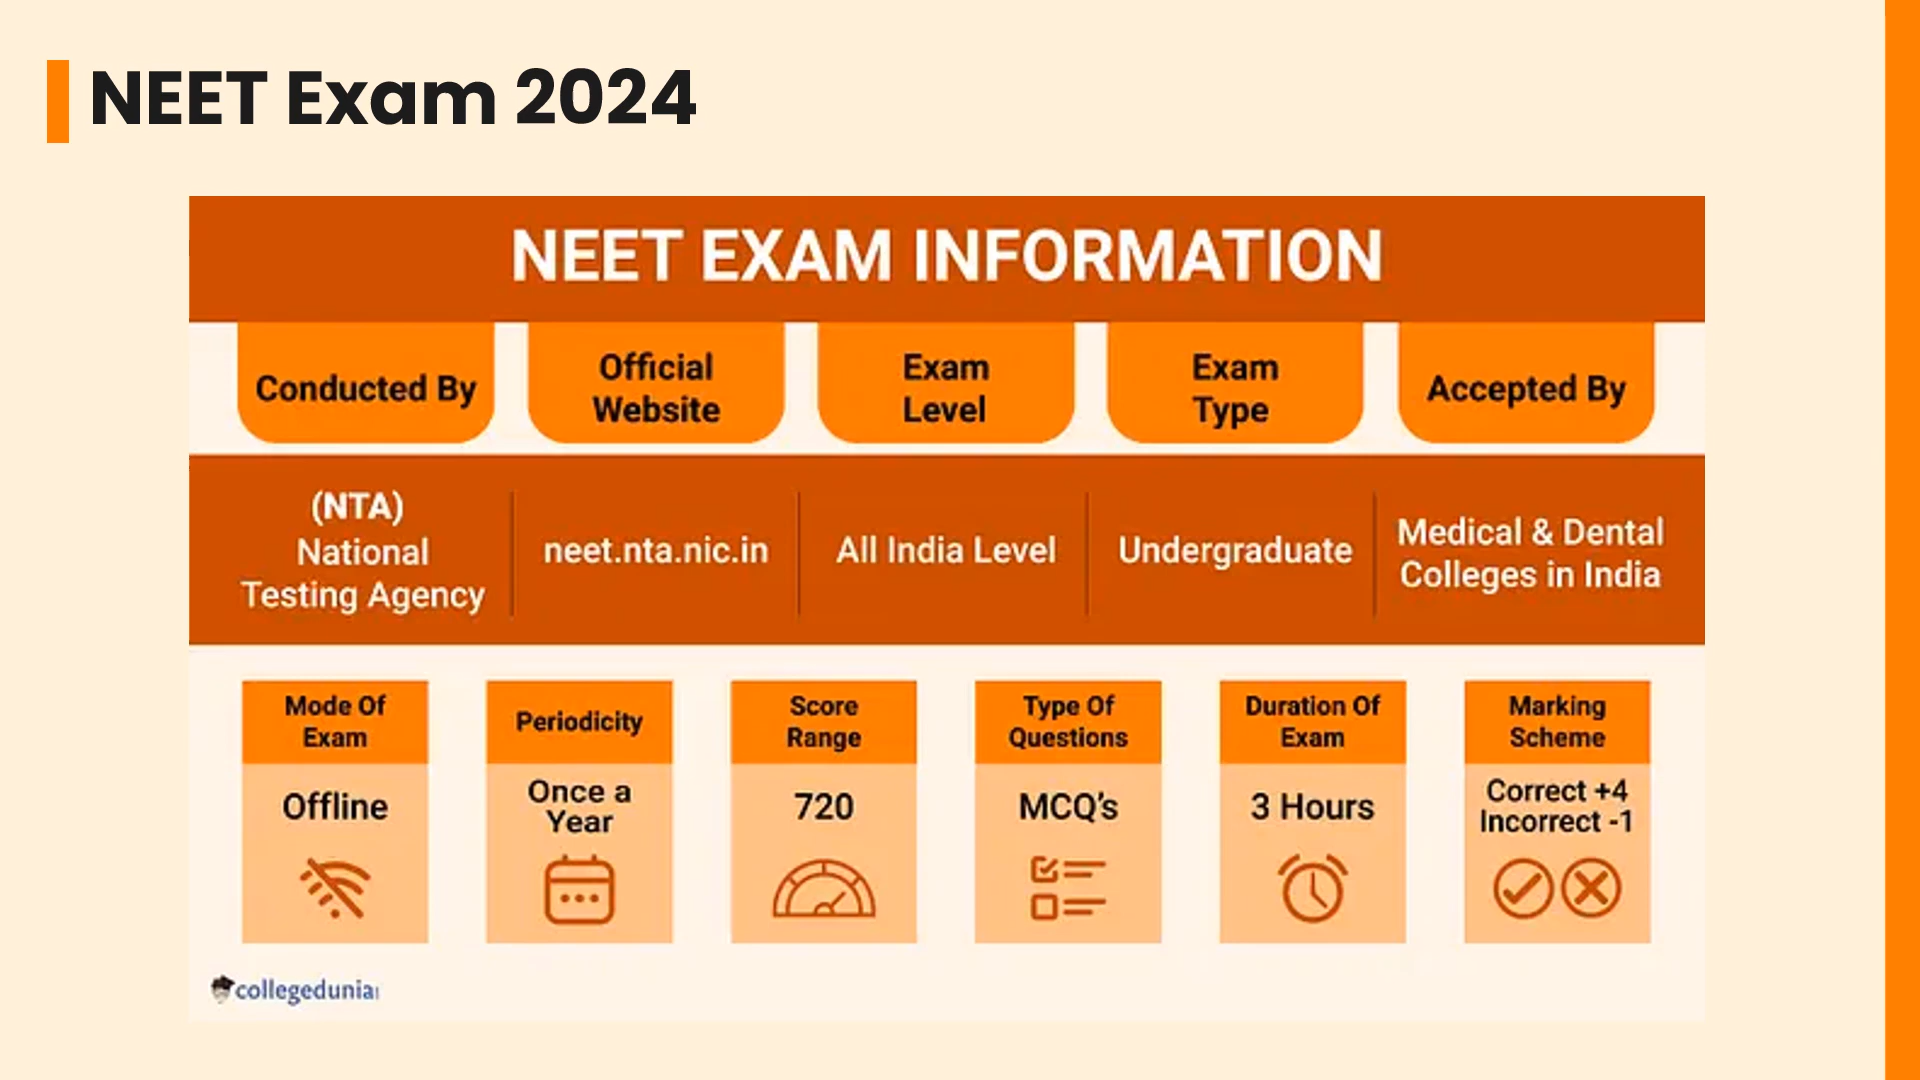 NEET Exam 2024
NEET EXAM INFORMATION
Conducted By
Official
Website
Exam
Level
Exam
Type
Accepted By
(NTA)
National
Testing Agency
neet.nta.nic.in
All India Level
Undergraduate
Medical & Dental
Colleges in India
Mode Of
Exam
Offline
Periodicity
Once a
Year
Score
Range
720
Type Of
Questions
MCQ’s
Duration Of
Exam
3 Hours
Marking
Scheme
Correct +4
Incorrect -1
collegedunia